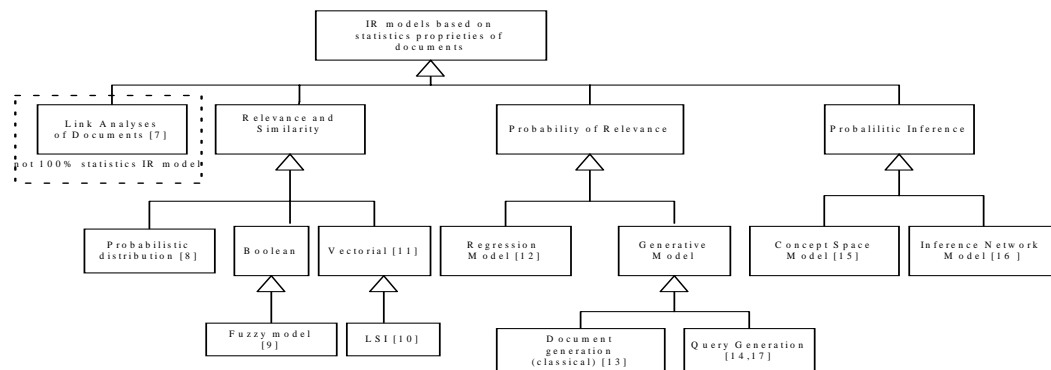 IR models based on
statistics proprieties of
documents
Link Analyses
of Documents [7]
not 100% statistics IR model
Relevance and
Similarity
Probability of Relevance
Probalilitic Inference
Probabilistic
distribution [8]
Boolean
Vectorial [11]
Regression
Model [12]
Generative
Model
Concept Space
Model [15]
Inference Network
Model [16 ]
Fuzzy model
[9]
LSI [10]
Document
generation
(classical) [13]
Query Generation
[14,17]